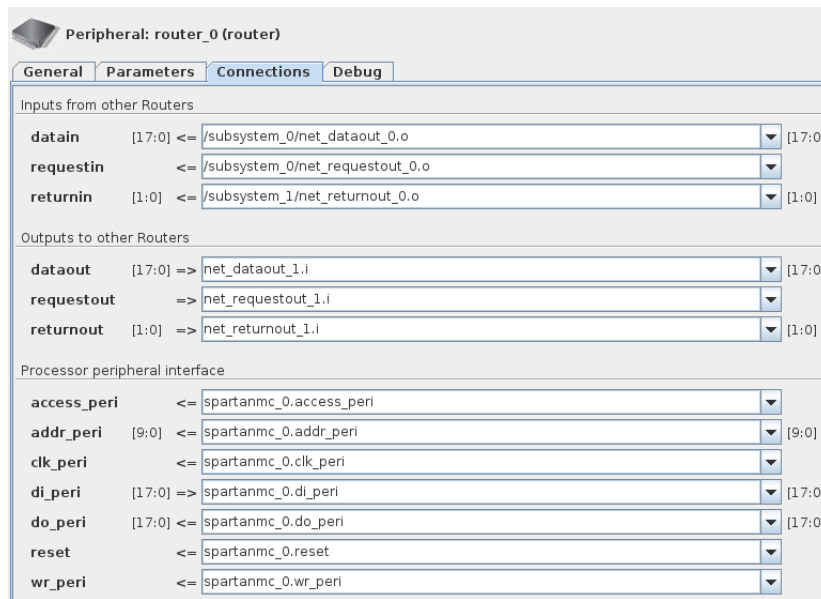 Peripheral: router_0 (router)
General Parameters Connections Debug
Inputs from other Routers
datain [17:0] <= /subsystem_0/net_dataout_0.o [17:0
requestin <= /subsystem_0/net_requestout_0.o
returnin [1:0] <= /subsystem_1/net_returnout_0.o [1:0]
Outputs to other Routers
dataout [17:0] => net_dataout_1.i [17:0
requestout => net_requestout_1.i
returnout [1:0] => net_returnout_1.i [1:0]
Processor peripheral interface
access_peri <= spartanmc_0.access_peri
addr_peri [9:0] <= spartanmc_0.addr_peri [9:0]
clk_peri <= spartanmc_0.clk_peri
di_peri [17:0] => spartanmc_0.di_peri [17:0
do_peri [17:0] <= spartanmc_0.do_peri [17:0
reset <= spartanmc_0.reset
wr_peri <= spartanmc_0.wr_peri